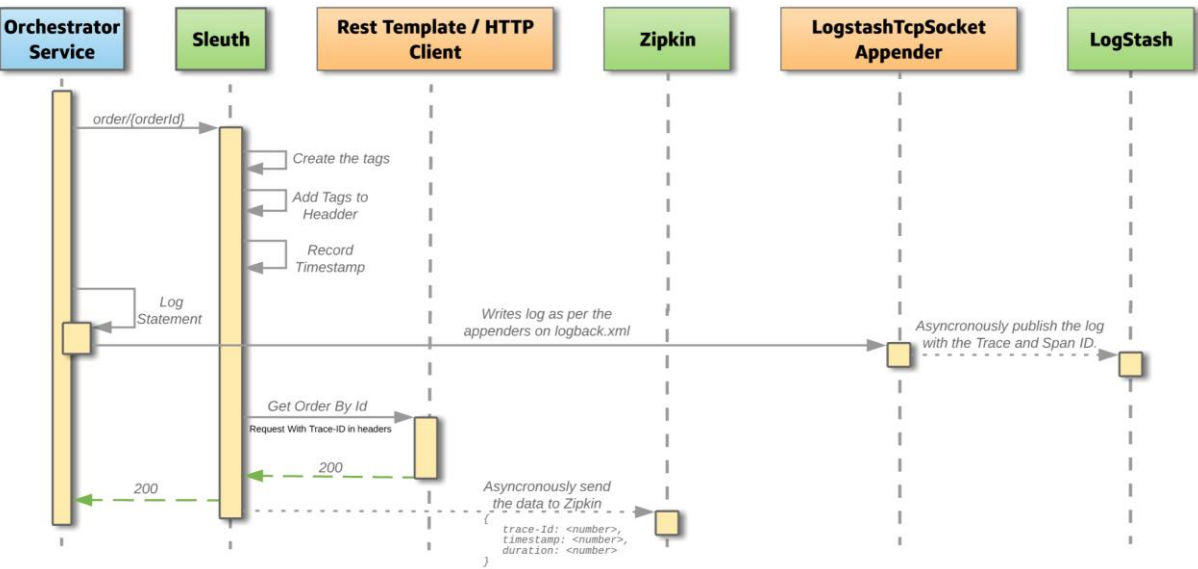 Orchestrator
Service
Sleuth
Rest Template / HTTP
Client
Zipkin
LogstashTcpSocket
Appender
LogStash
order/{orderId}
Create the tags
Add Tags to
Headder
Record
Timestamp
Log
Statement
Writes log as per the
appenders on logback.xml
Asyncronously publish the log
with the Trace and Span ID.
Get Order By Id
Request With Trace-ID in headers
200
200
Asyncronously send
the data to Zipkin
{
trace-Id: <number>,
timestamp: <number>,
duration: <number>
}